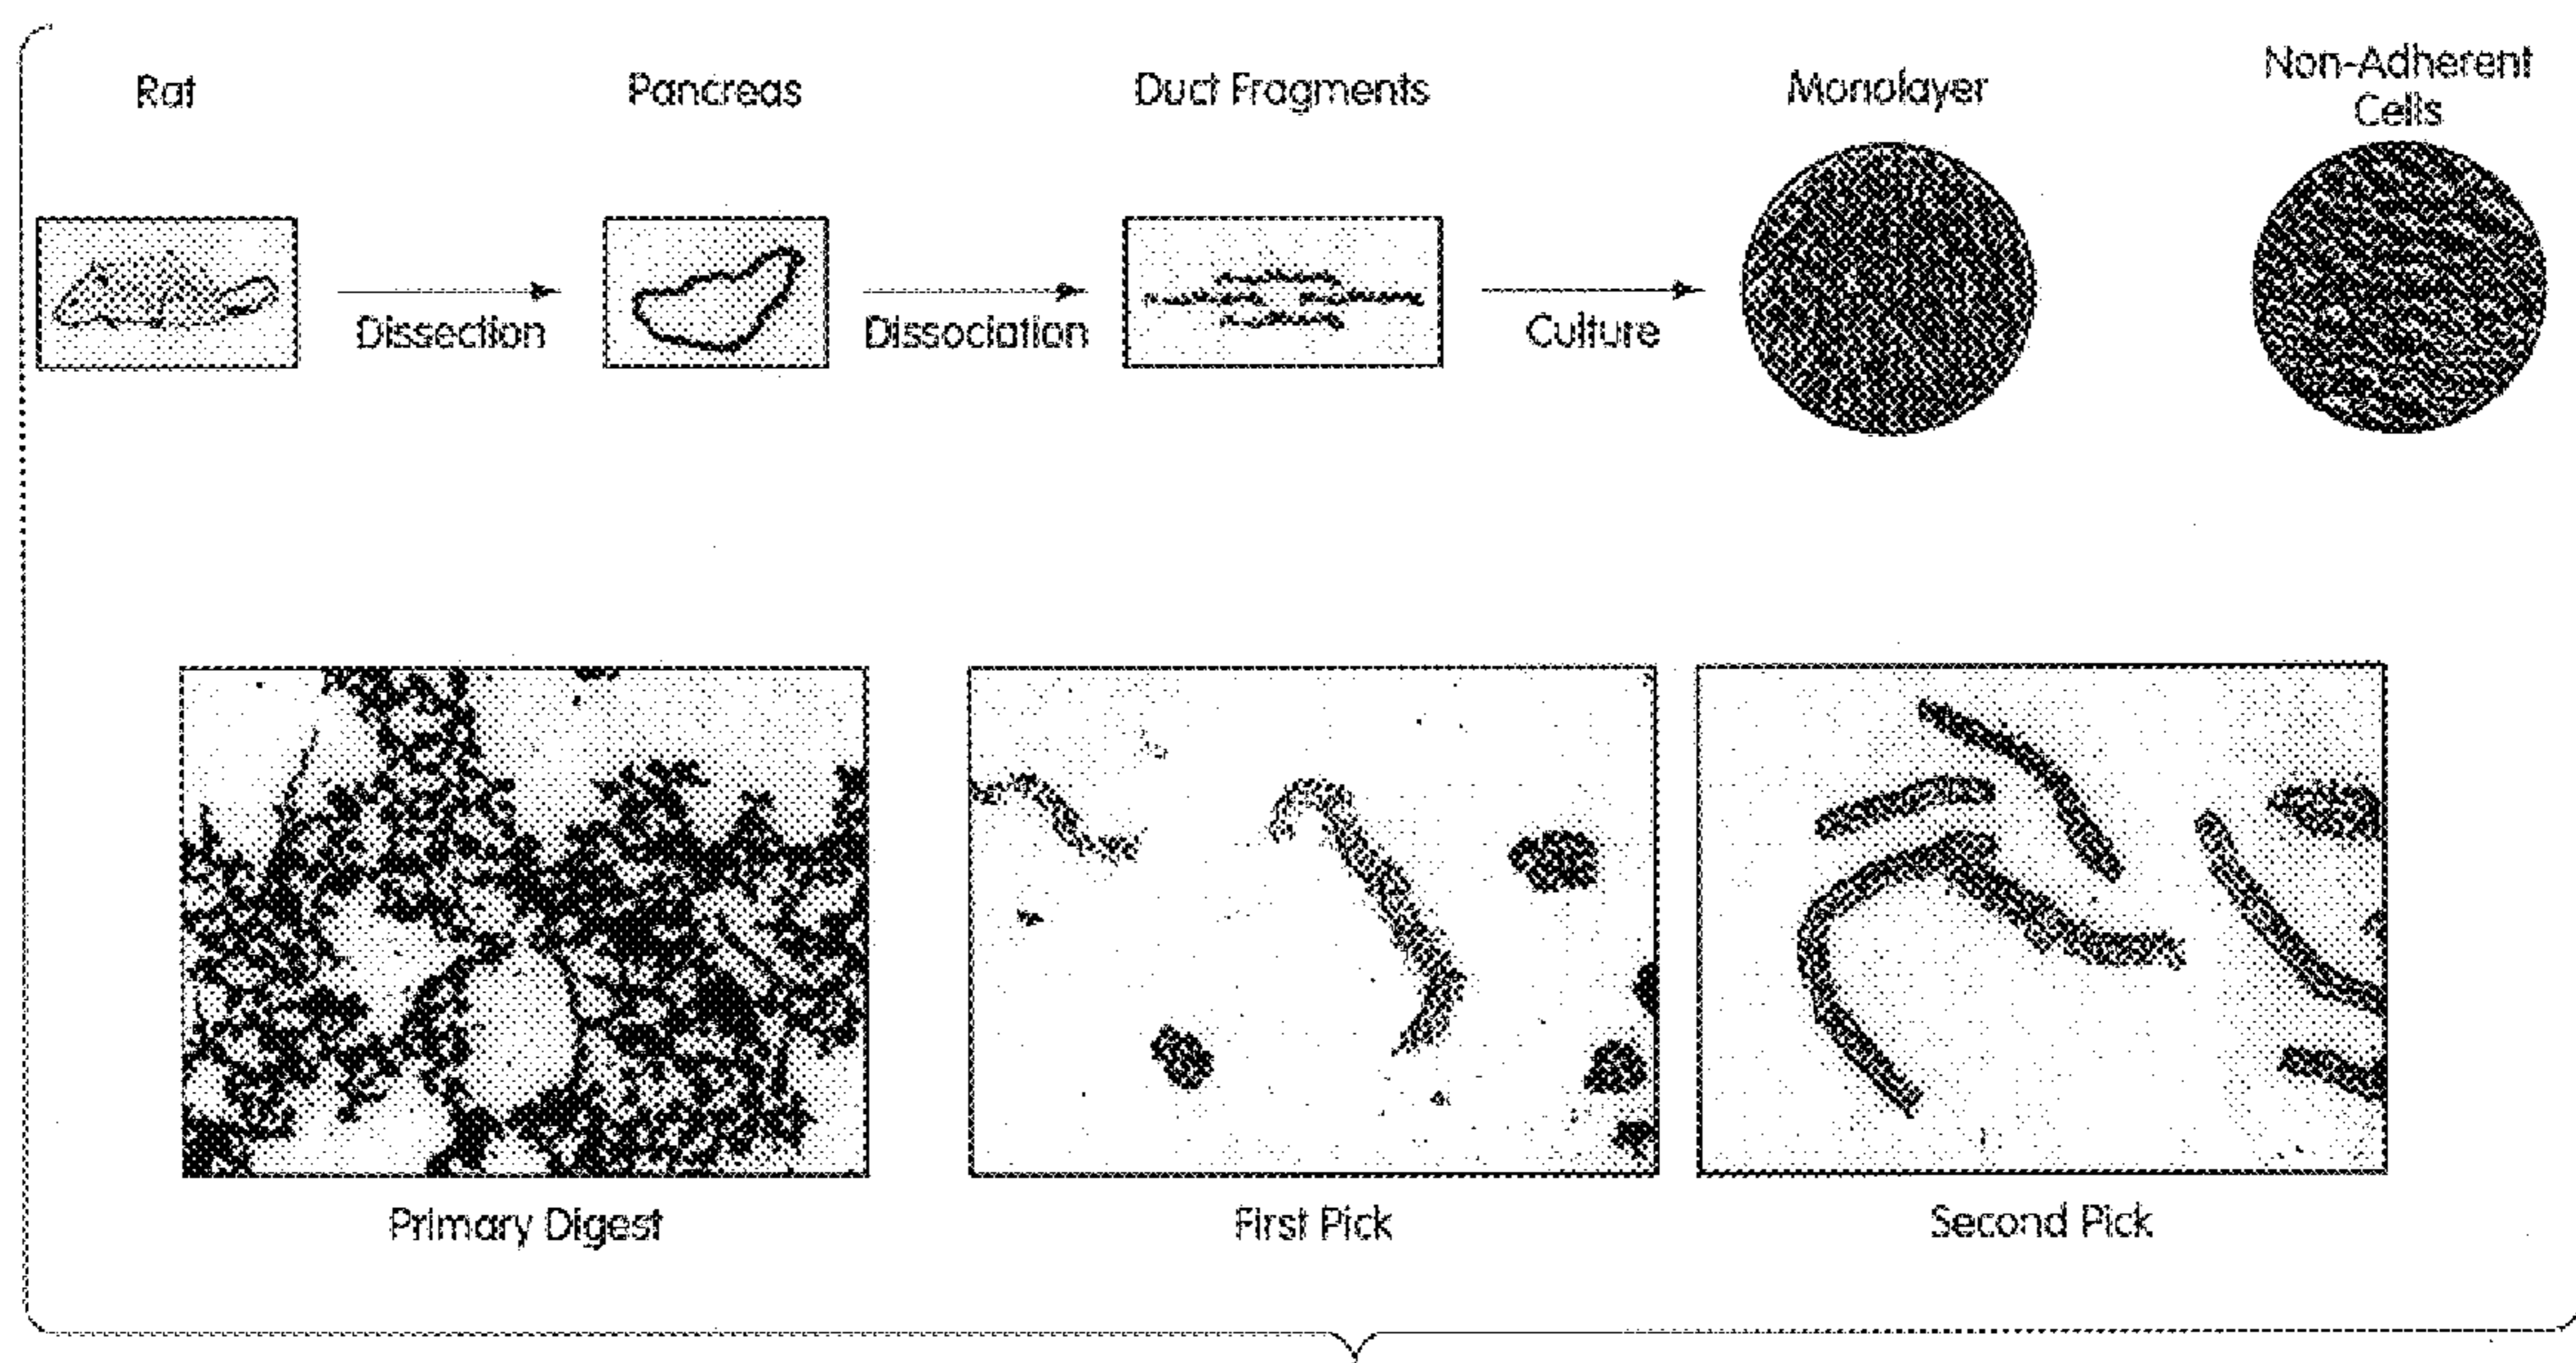 Rat
Pancreas
Duct Fragments
Monolayer
Non-Adherent
Cells
Dissection
Dissociation
Culture
Primary Digest
First Pick
Second Pick